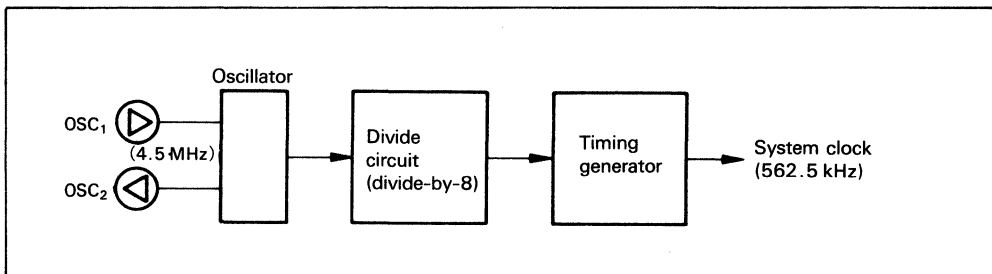 Oscillator
OSC₁
(4.5 MHz)
OSC₂
Divide
circuit
(divide-by-8)
Timing
generator
System clock
(562.5 kHz)